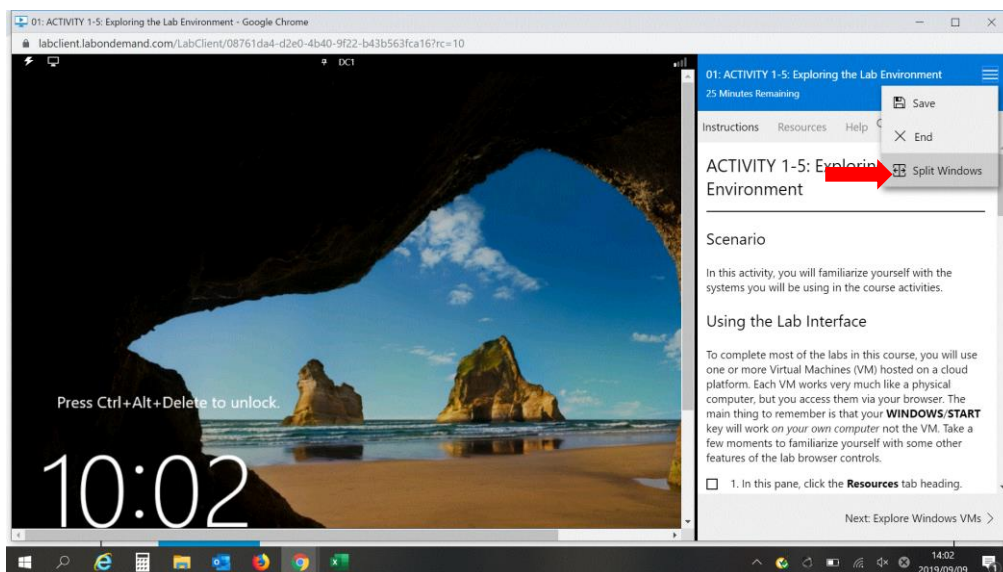 01: ACTIVITY 1-5: Exploring the Lab Environment - Google Chrome
labclient.labondemand.com/LabClient/08761da4-d2e0-4b40-9f22-b43b563fca16?rc=10
DC1
01: ACTIVITY 1-5: Exploring the Lab Environment
25 Minutes Remaining
Save
End
Split Windows
Instructions Resources Help
ACTIVITY 1-5: Exploring
Environment
Scenario
In this activity, you will familiarize yourself with the
systems you will be using in the course activities.
Using the Lab Interface
To complete most of the labs in this course, you will use
one or more Virtual Machines (VM) hosted on a cloud
platform. Each VM works very much like a physical
computer, but you access them via your browser. The
main thing to remember is that your WINDOWS/START
key will work on your own computer not the VM. Take a
few moments to familiarize yourself with some other
features of the lab browser controls.
1. In this pane, click the Resources tab heading.
Next: Explore Windows VMs >
Press Ctrl+Alt+Delete to unlock.
10:02
14:02
2019/09/09